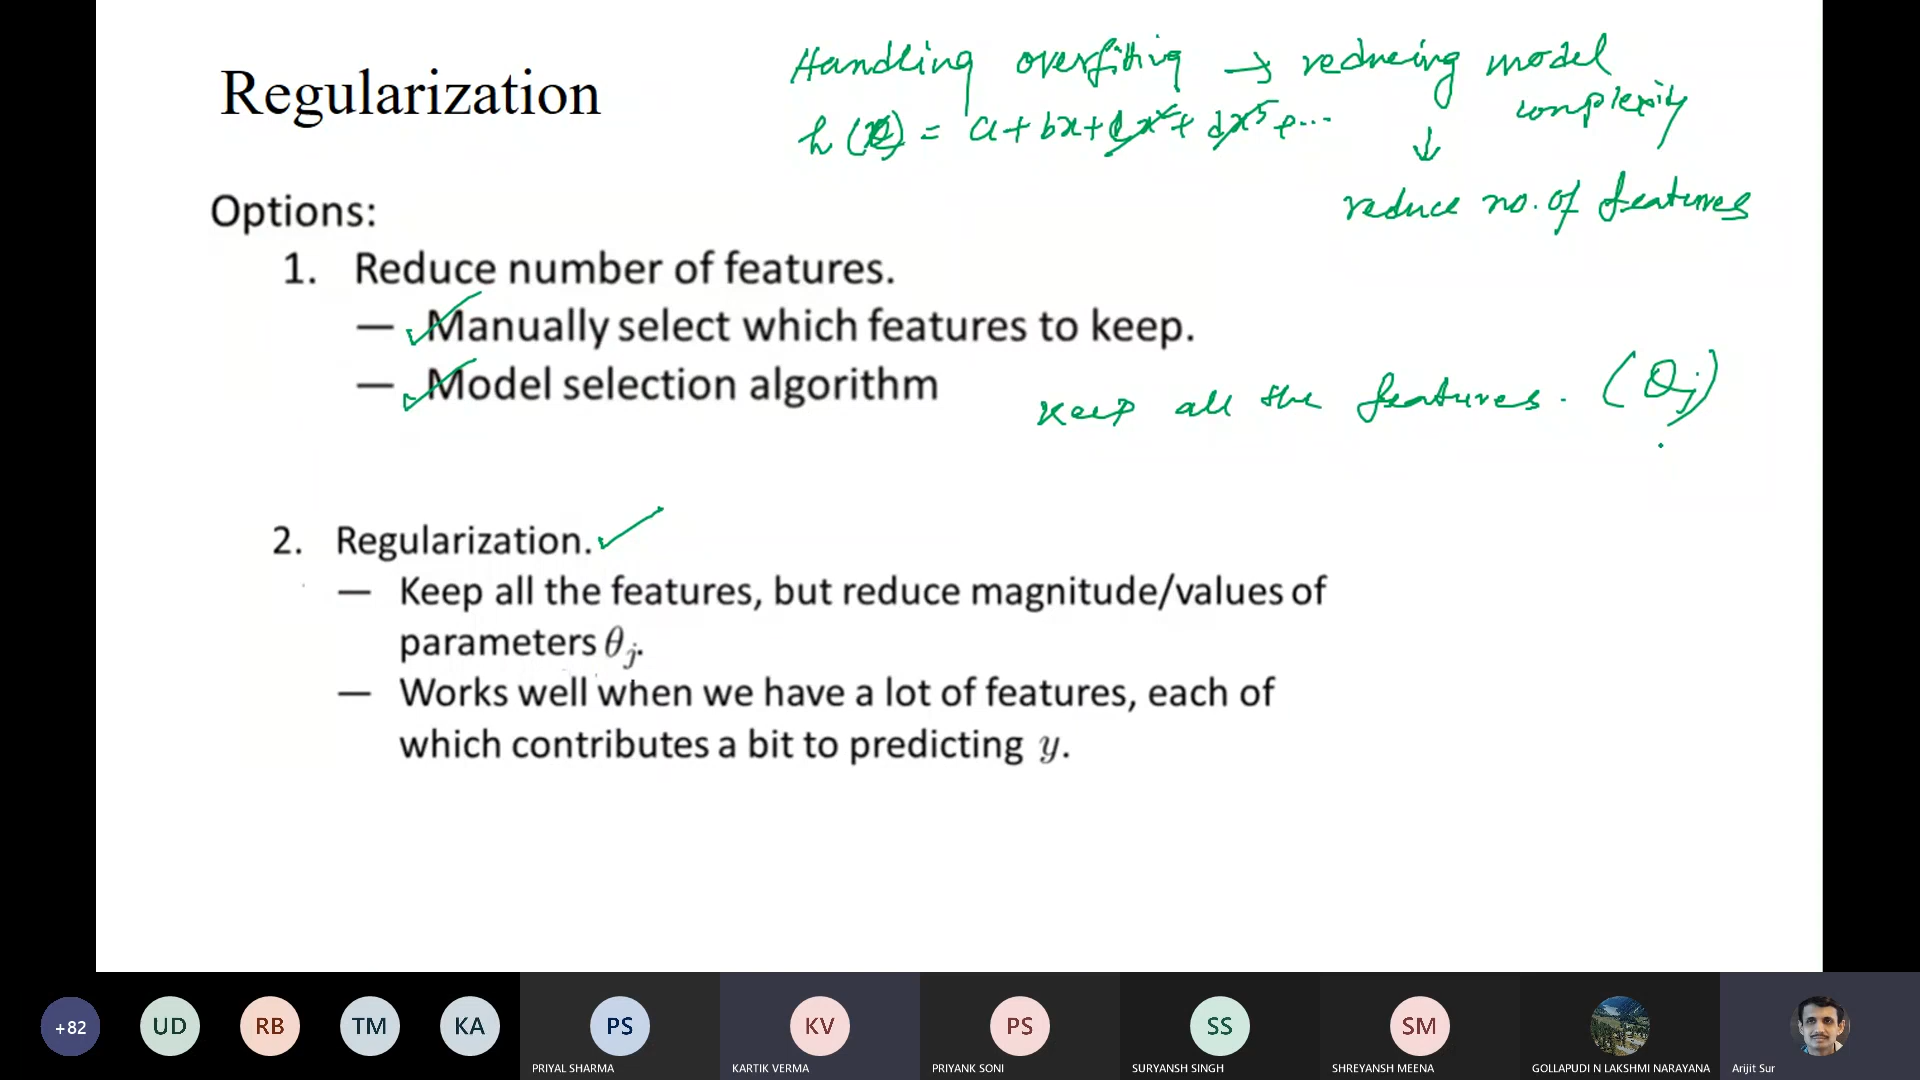 Regularization
Handling overfitting → reducing model complexity
h(x) = a + bx + cx² + dx⁵ + ...
↓
reduce no. of features
Options:
1. Reduce number of features.
— Manually select which features to keep.
— Model selection algorithm
keep all the features. (θj)
2. Regularization.
— Keep all the features, but reduce magnitude/values of
parameters θj.
— Works well when we have a lot of features, each of
which contributes a bit to predicting y.
+82 UD RB TM KA PS KV PS SS SM
PRIYAL SHARMA KARTIK VERMA PRIYANK SONI SURYANSH SINGH SHREYANSH MEENA GOLLAPUDI N LAKSHMI NARAYANA Arijit Sur